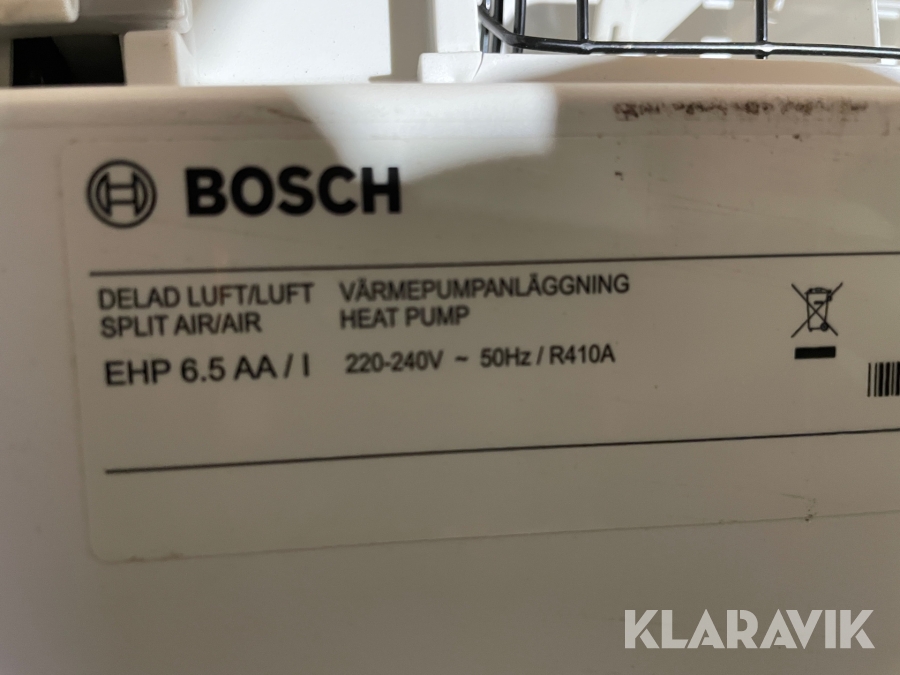 BOSCH
DELAD LUFT/LUFT VÄRMEPUMPANLÄGGNING
SPLIT AIR/AIR HEAT PUMP
EHP 6.5 AA / I 220-240V ~ 50Hz / R410A
KLARAVIK